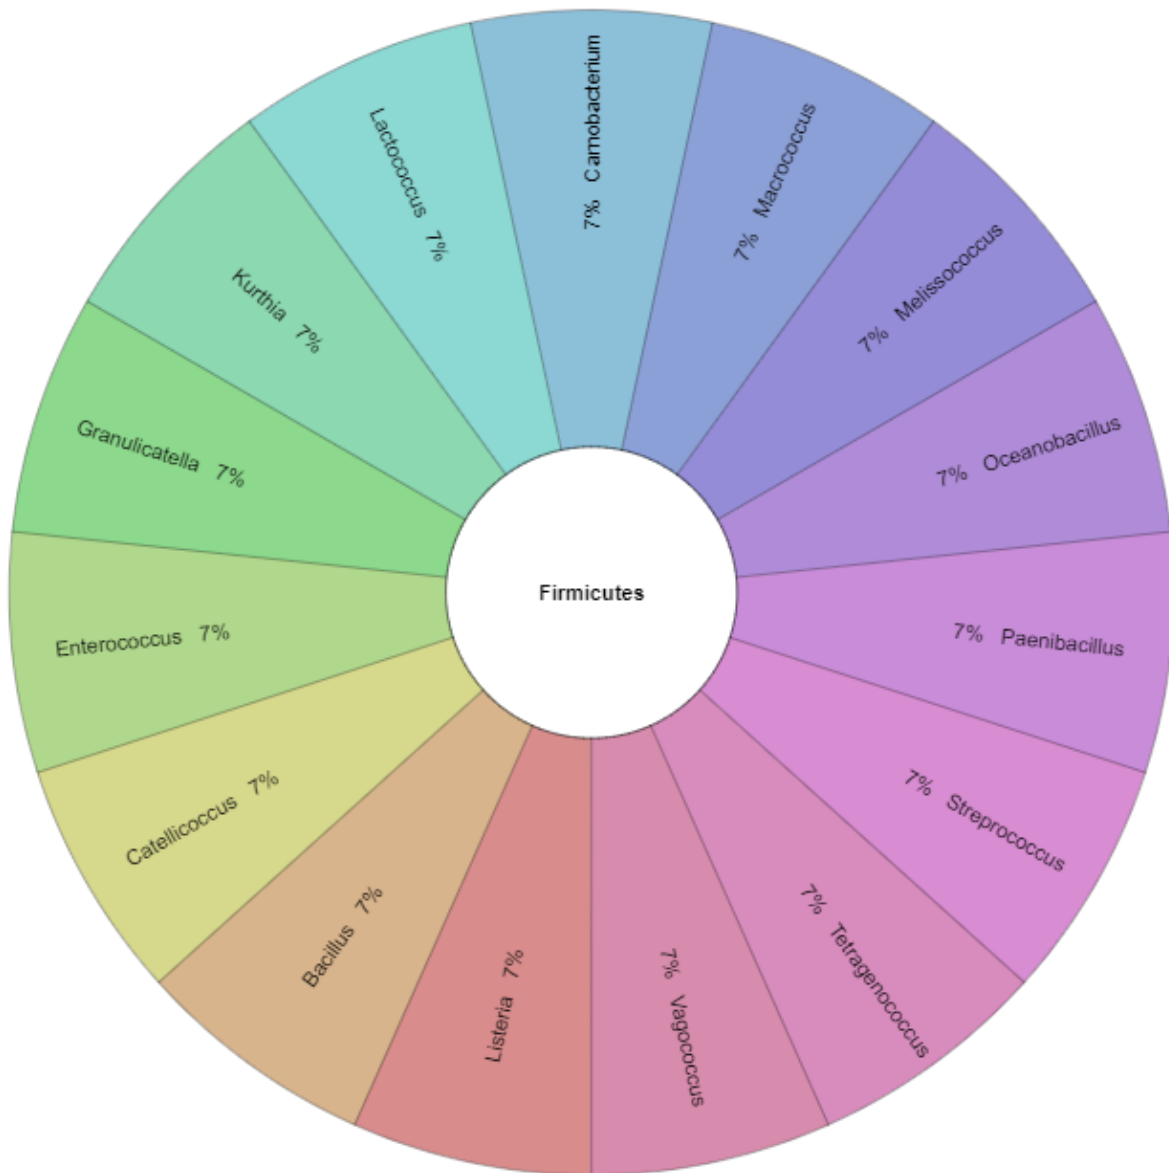 7% Carnobacterium
7% Macrococcus
7% Melissococcus
7% Oceanobacillus
7% Paenibacillus
7% Streprococcus
7% Tetragenococcus
7% Vagococcus
Listeria 7%
Bacillus 7%
Catellicoccus 7%
Enterococcus 7%
Granulicatella 7%
Kurthia 7%
Lactococcus 7%
Firmicutes